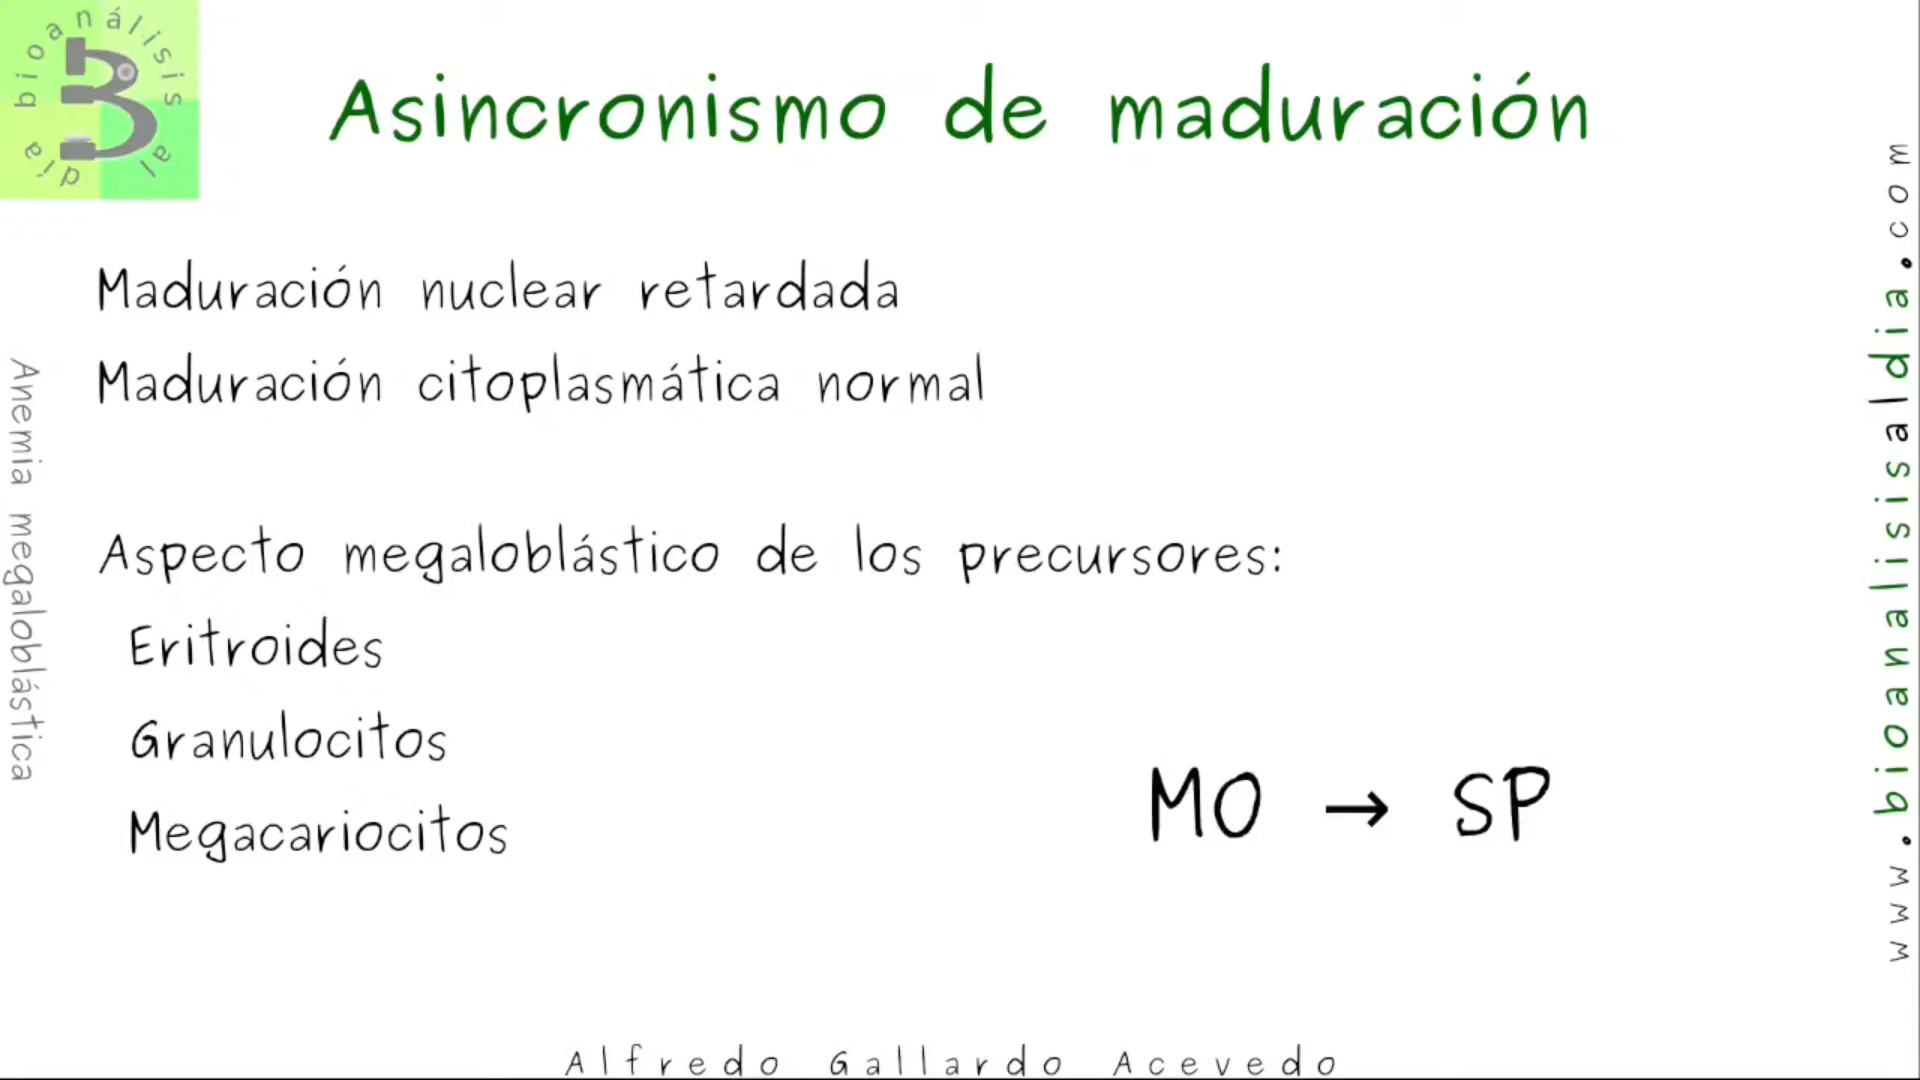 bioanálisis al día
Asincronismo de maduración
Maduración nuclear retardada
Maduración citoplasmática normal
Aspecto megaloblástico de los precursores:
Eritroides
Granulocitos
Megacariocitos
MO → SP
Anemia megaloblástica
www.bioanalisisaldia.com
Alfredo Gallardo Acevedo